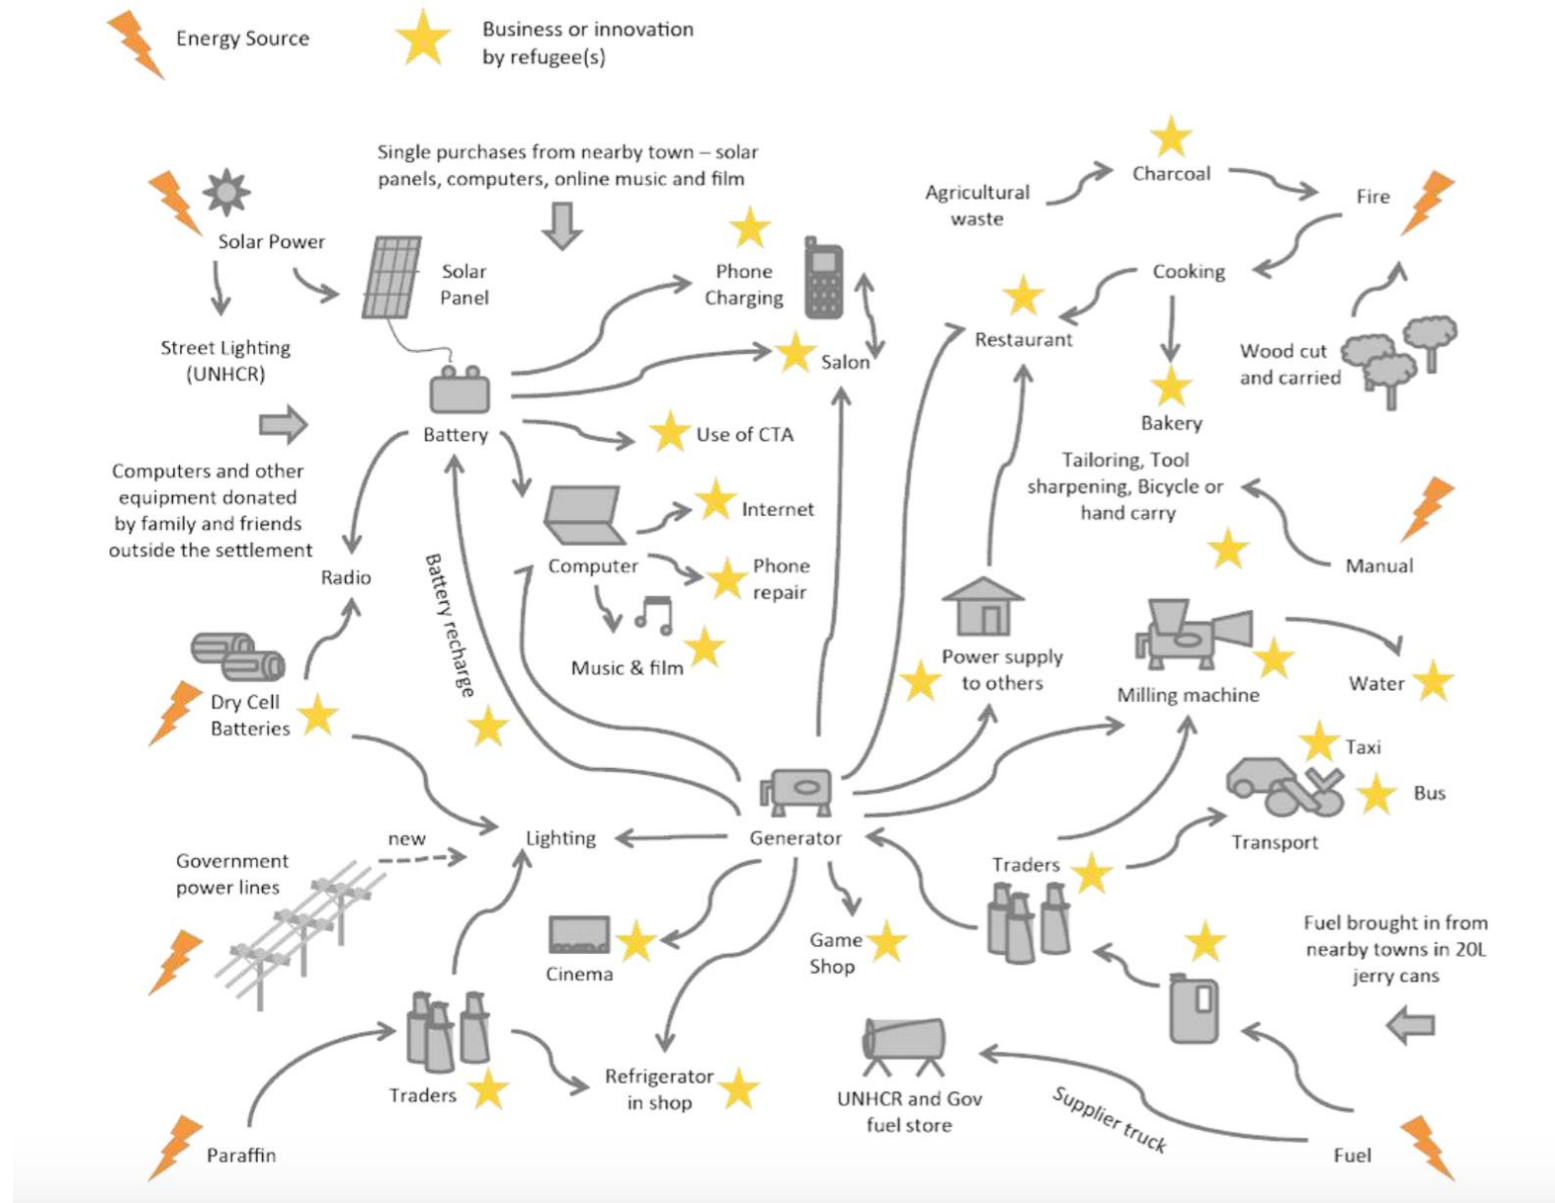 Energy Source
Business or innovation
by refugee(s)
Single purchases from nearby town – solar
panels, computers, online music and film
Solar Power
Solar
Panel
Street Lighting
(UNHCR)
Phone
Charging
Salon
Battery
Use of CTA
Computers and other
equipment donated
by family and friends
outside the settlement
Radio
Computer
Internet
Phone
repair
Music & film
Battery recharge
Dry Cell
Batteries
Agricultural
waste
Charcoal
Fire
Cooking
Restaurant
Wood cut
and carried
Bakery
Tailoring, Tool
sharpening, Bicycle or
hand carry
Manual
Power supply
to others
Milling machine
Water
Taxi
Bus
Transport
Traders
Generator
Lighting
new
Government
power lines
Cinema
Game
Shop
Fuel brought in from
nearby towns in 20L
jerry cans
Traders
Refrigerator
in shop
UNHCR and Gov
fuel store
Supplier truck
Paraffin
Fuel